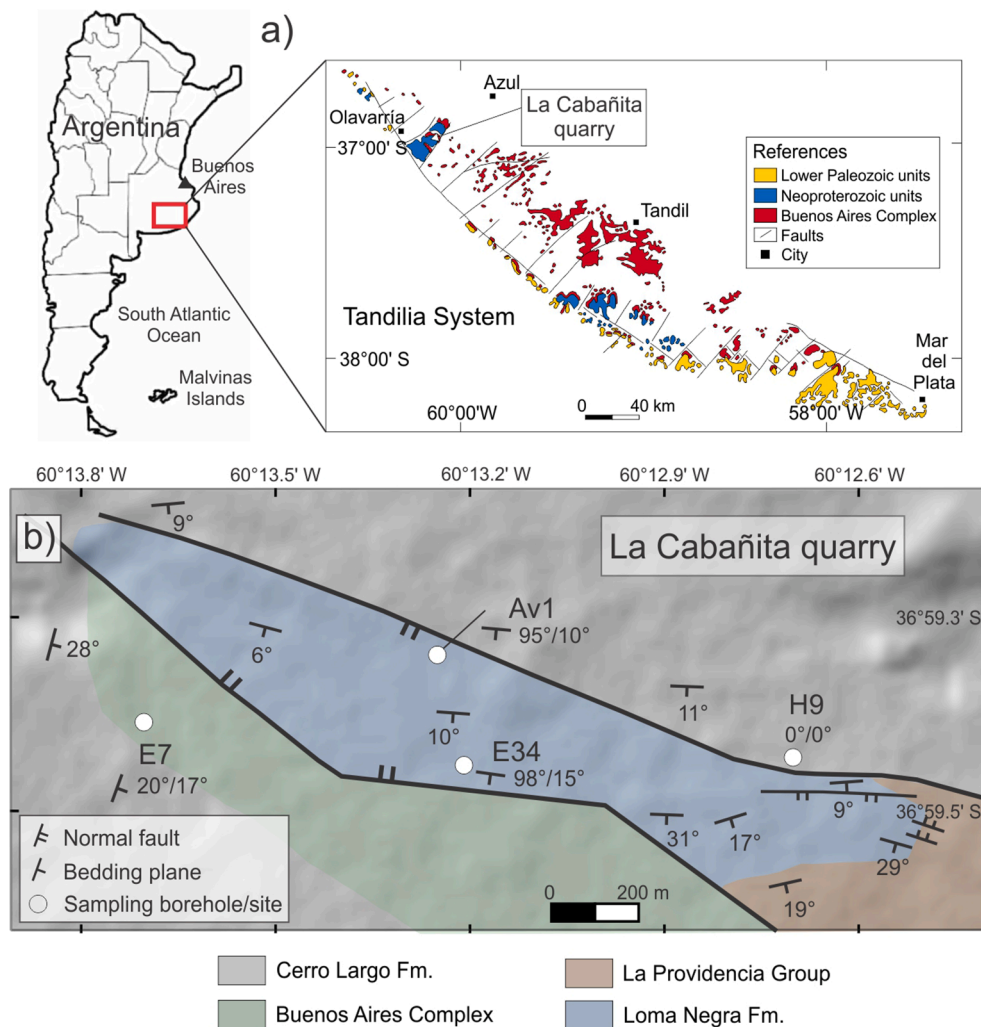 a)
Argentina
Buenos
Aires
South Atlantic
Ocean
Malvinas
Islands
Azul
Olavarría
La Cabañita
quarry
37°00' S
References
Lower Paleozoic units
Neoproterozoic units
Buenos Aires Complex
Faults
City
Tandil
Tandilia System
38°00' S
Mar
del
Plata
60°00'W
0 40 km
58°00' W
60°13.8' W
60°13.5' W
60°13.2' W
60°12.9' W
60°12.6' W
b)
9°
La Cabañita quarry
Av1
95°/10°
36°59.3' S
28°
6°
11°
H9
0°/0°
10°
E7
20°/17°
E34
98°/15°
9°
36°59.5' S
31°
17°
29°
19°
Normal fault
Bedding plane
Sampling borehole/site
0 200 m
Cerro Largo Fm.
La Providencia Group
Buenos Aires Complex
Loma Negra Fm.